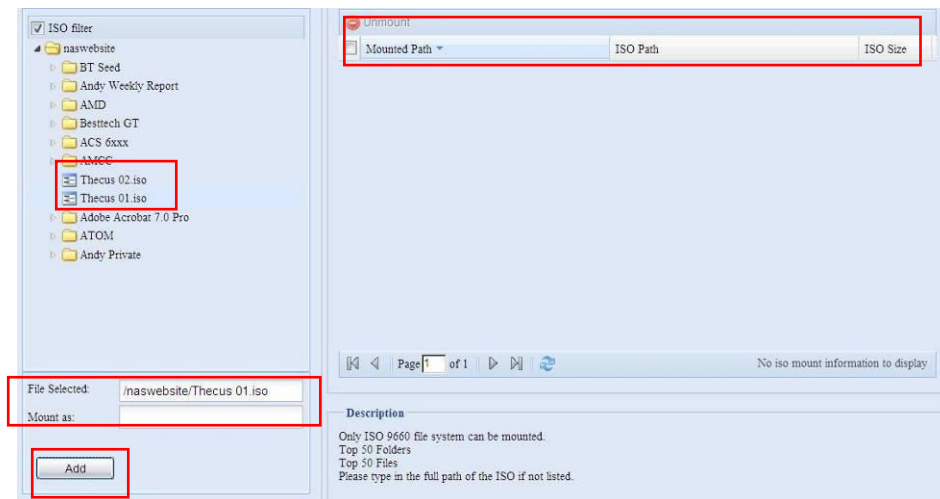 ISO filter
naswebsite
BT Seed
Andy Weekly Report
AMD
Besttech GT
ACS 6xxx
AMCC
Thecus 02.iso
Thecus 01.iso
Adobe Acrobat 7.0 Pro
ATOM
Andy Private
File Selected: /naswebsite/Thecus 01.iso
Mount as:
Add
Unmount
Mounted Path ISO Path ISO Size
Page 1 of 1 No iso mount information to display
Description
Only ISO 9660 file system can be mounted.
Top 50 Folders
Top 50 Files
Please type in the full path of the ISO if not listed.